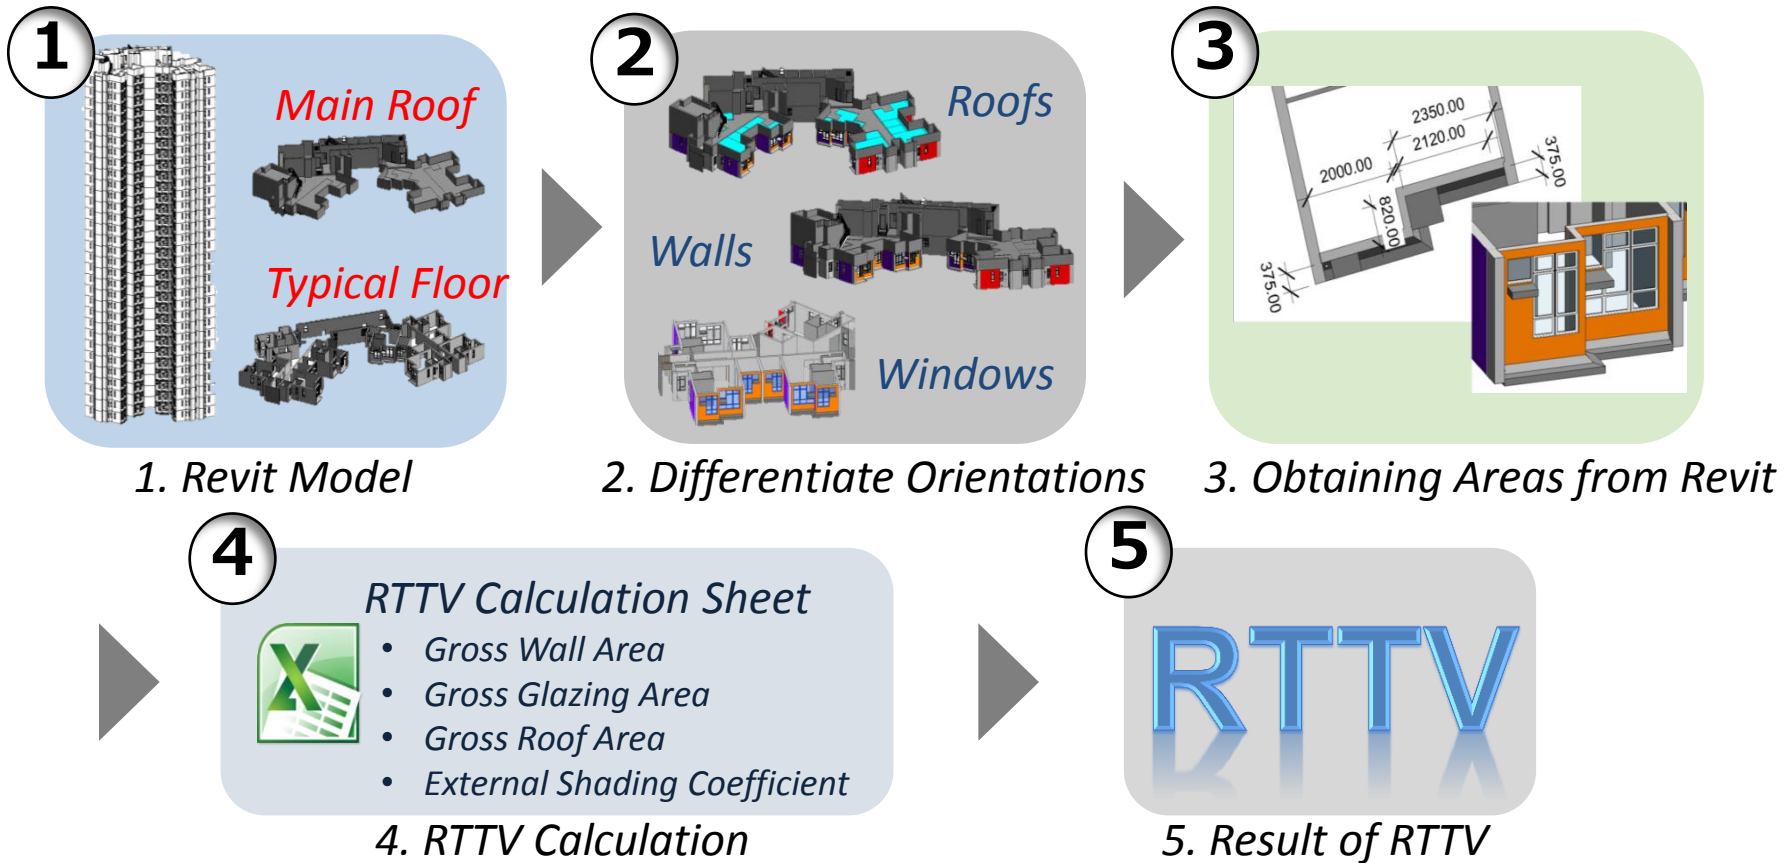 1
Main Roof
Typical Floor
1. Revit Model
2
Roofs
Walls
Windows
2. Differentiate Orientations
3
2350.00
2120.00
2000.00
375.00
820.00
375.00
3. Obtaining Areas from Revit
4
RTTV Calculation Sheet
• Gross Wall Area
• Gross Glazing Area
• Gross Roof Area
• External Shading Coefficient
4. RTTV Calculation
5
RTTV
5. Result of RTTV